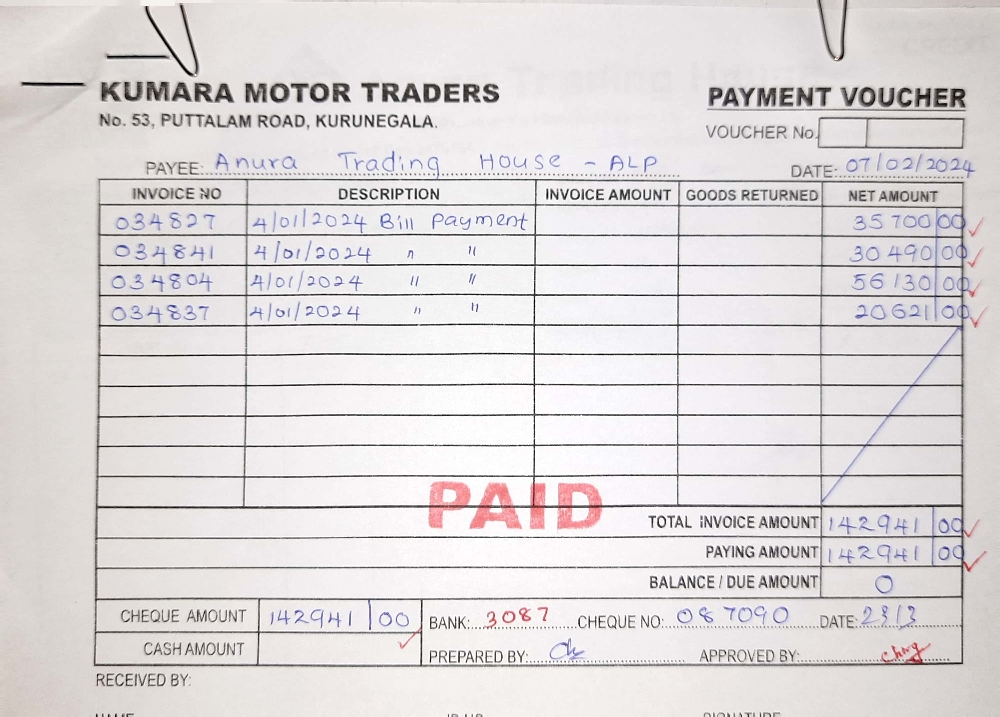 KUMARA MOTOR TRADERS
PAYMENT VOUCHER
No. 53, PUTTALAM ROAD, KURUNEGALA.
VOUCHER No.
PAYEE: Anura Trading House - ALP DATE: 07/02/2024
INVOICE NO DESCRIPTION INVOICE AMOUNT GOODS RETURNED NET AMOUNT
034827 4/01/2024 Bill Payment 35700 00
034841 4/01/2024 " " 30490 00
034804 4/01/2024 " " 56130 00
034837 4/01/2024 " " 20621 00
PAID
TOTAL INVOICE AMOUNT 142941 00
PAYING AMOUNT 142941 00
BALANCE / DUE AMOUNT 0
CHEQUE AMOUNT 142941 00 BANK: 3087 CHEQUE NO: 087090 DATE: 23/3
CASH AMOUNT PREPARED BY: APPROVED BY:
RECEIVED BY: